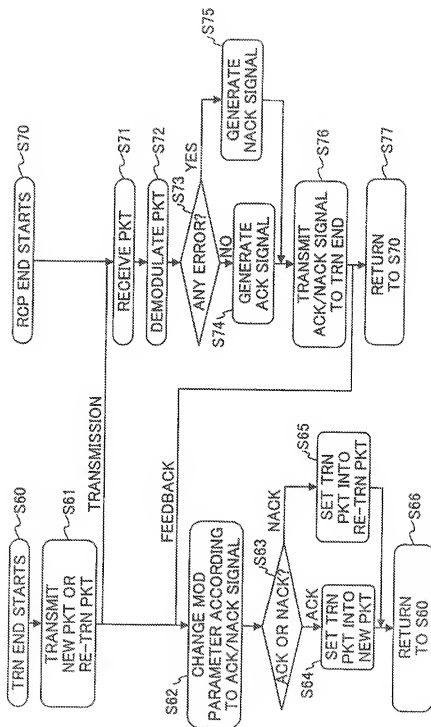 TRN END STARTS
S60
TRANSMIT
NEW PKT OR
RE-TRN PKT
S61
TRANSMISSION
FEEDBACK
S62
CHANGE MOD
PARAMETER ACCORDING
TO ACK/NACK SIGNAL
S63
ACK OR NACK?
NACK
ACK
S64
SET TRN
PKT INTO
NEW PKT
S65
SET TRN
PKT INTO
RE-TRN PKT
RETURN
TO S60
S66
RCP END STARTS
S70
RECEIVE PKT
S71
DEMODULATE PKT
S72
S73
ANY ERROR?
YES
NO
S74
GENERATE
ACK SIGNAL
S75
GENERATE
NACK SIGNAL
TRANSMIT
ACK/NACK SIGNAL
TO TRN END
S76
RETURN
TO S70
S77